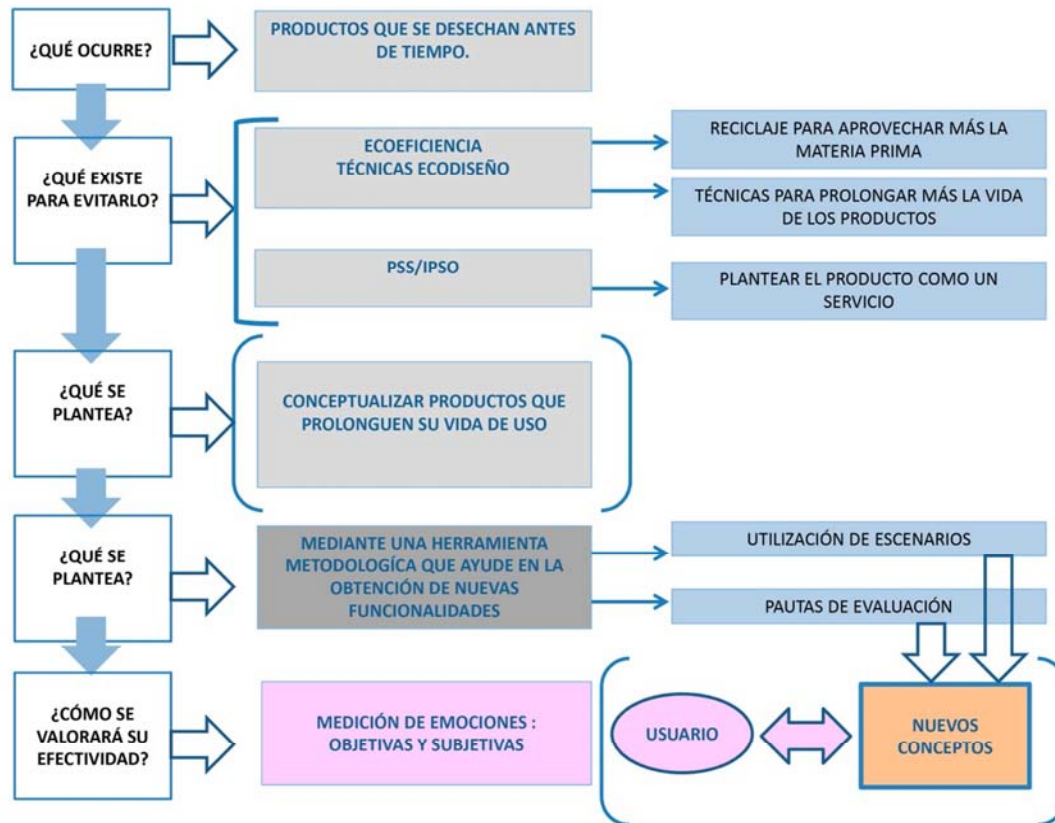 ¿QUÉ OCURRE?
PRODUCTOS QUE SE DESECHAN ANTES
DE TIEMPO.
¿QUÉ EXISTE
PARA EVITARLO?
ECOEFICIENCIA
TÉCNICAS ECODISEÑO
RECICLAJE PARA APROVECHAR MÁS LA
MATERIA PRIMA
TÉCNICAS PARA PROLONGAR MÁS LA VIDA
DE LOS PRODUCTOS
PSS/IPSO
PLANTEAR EL PRODUCTO COMO UN
SERVICIO
¿QUÉ SE
PLANTEA?
CONCEPTUALIZAR PRODUCTOS QUE
PROLONGUEN SU VIDA DE USO
¿QUÉ SE
PLANTEA?
MEDIANTE UNA HERRAMIENTA
METODOLOGÍCA QUE AYUDE EN LA
OBTENCIÓN DE NUEVAS
FUNCIONALIDADES
UTILIZACIÓN DE ESCENARIOS
PAUTAS DE EVALUACIÓN
¿CÓMO SE
VALORARÁ SU
EFECTIVIDAD?
MEDICIÓN DE EMOCIONES :
OBJETIVAS Y SUBJETIVAS
USUARIO
NUEVOS
CONCEPTOS